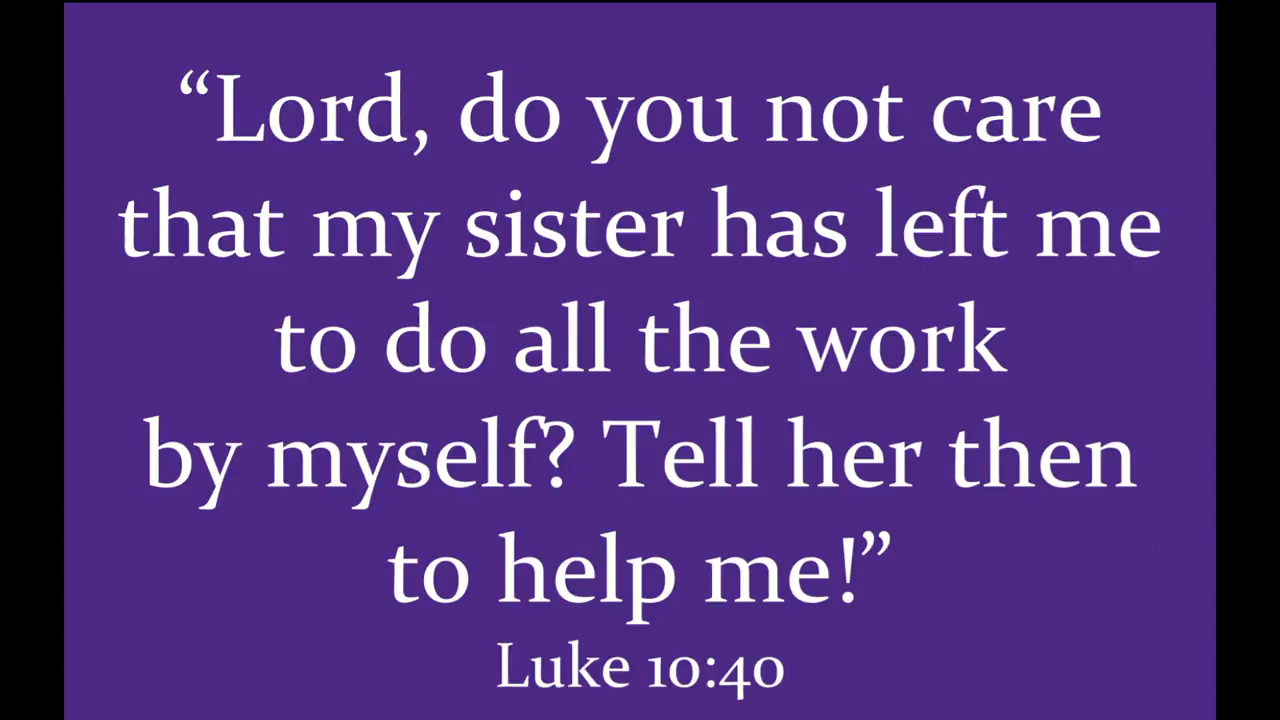 “Lord, do you not care
that my sister has left me
to do all the work
by myself? Tell her then
to help me!”
Luke 10:40